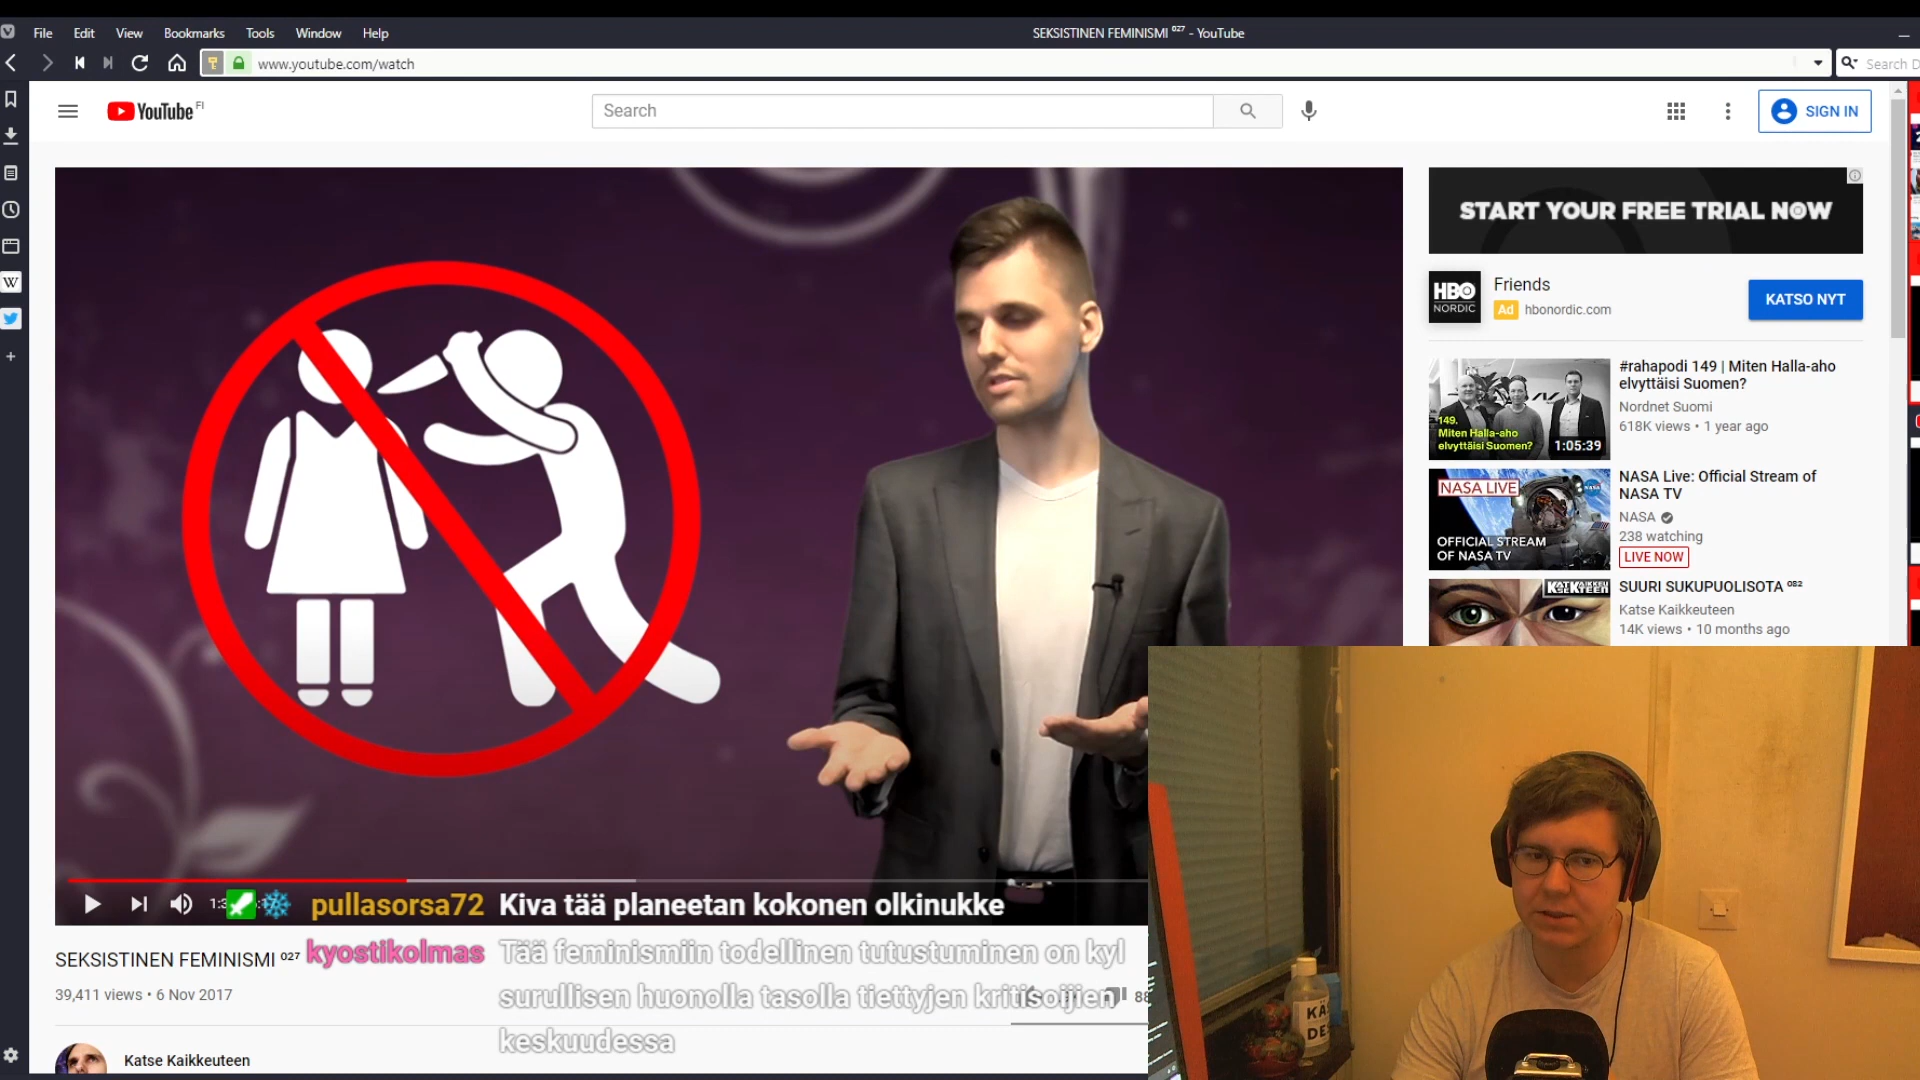 File Edit View Bookmarks Tools Window Help
SEKSISTINEN FEMINISMI ⁰²⁷ - YouTube
www.youtube.com/watch
Search D
YouTube FI
Search
SIGN IN
START YOUR FREE TRIAL NOW
HBO
NORDIC
Friends
Ad hbonordic.com
KATSO NYT
149.
Miten Halla-aho
elvyttäisi Suomen?
1:05:39
#rahapodi 149 | Miten Halla-aho
elvyttäisi Suomen?
Nordnet Suomi
618K views • 1 year ago
NASA LIVE
OFFICIAL STREAM
OF NASA TV
NASA Live: Official Stream of
NASA TV
NASA
238 watching
LIVE NOW
SUURI SUKUPUOLISOTA ⁰⁸²
Katse Kaikkeuteen
14K views • 10 months ago
W
pullasorsa72 Kiva tää planeetan kokonen olkinukke
SEKSISTINEN FEMINISMI ⁰²⁷
kyostikolmas Tää feminismiin todellinen tutustuminen on kyl
surullisen huonolla tasolla tiettyjen kritisoijien
keskuudessa
39,411 views • 6 Nov 2017
Katse Kaikkeuteen